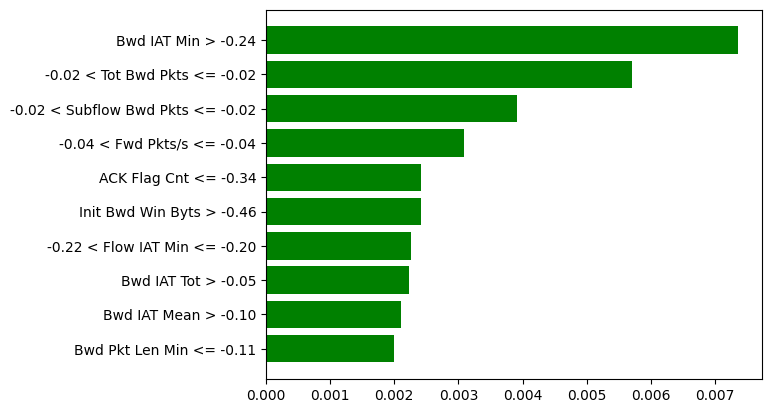 Bwd IAT Min > -0.24
-0.02 < Tot Bwd Pkts <= -0.02
-0.02 < Subflow Bwd Pkts <= -0.02
-0.04 < Fwd Pkts/s <= -0.04
ACK Flag Cnt <= -0.34
Init Bwd Win Byts > -0.46
-0.22 < Flow IAT Min <= -0.20
Bwd IAT Tot > -0.05
Bwd IAT Mean > -0.10
Bwd Pkt Len Min <= -0.11
0.000 0.001 0.002 0.003 0.004 0.005 0.006 0.007